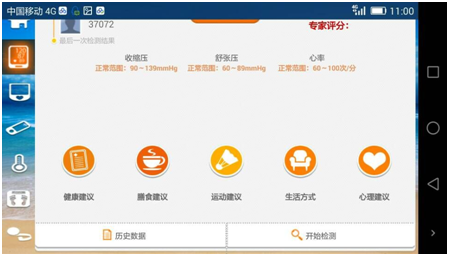 中国移动 4G 11:00
37072 专家评分:
最后一次检测结果
收缩压 舒张压 心率
正常范围：90～139mmHg 正常范围：60～89mmHg 正常范围：60～100次/分
健康建议 膳食建议 运动建议 生活方式 心理建议
历史数据 开始检测